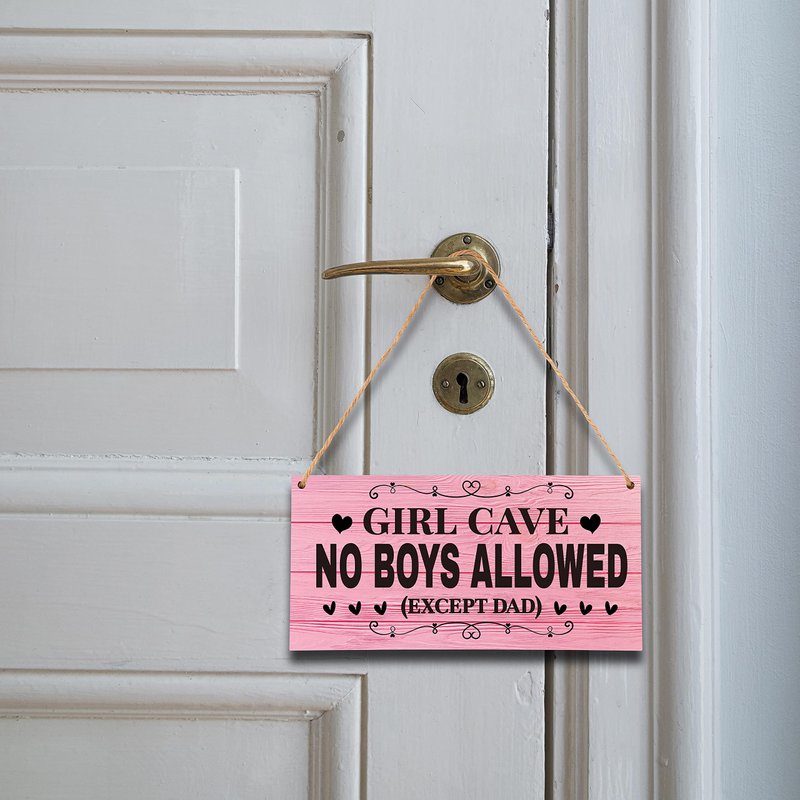 GIRL CAVE
NO BOYS ALLOWED
(EXCEPT DAD)